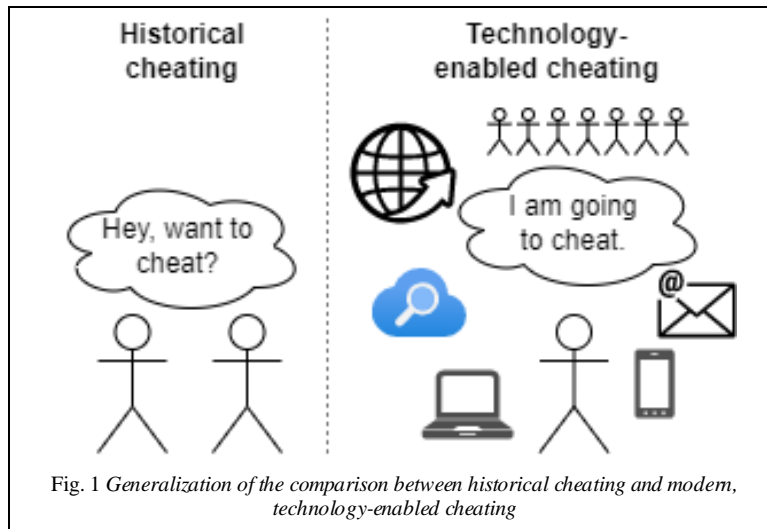 Historical
cheating
Technology-
enabled cheating
Hey, want to
cheat?
I am going
to cheat.
@
Fig. 1 Generalization of the comparison between historical cheating and modern,
technology-enabled cheating